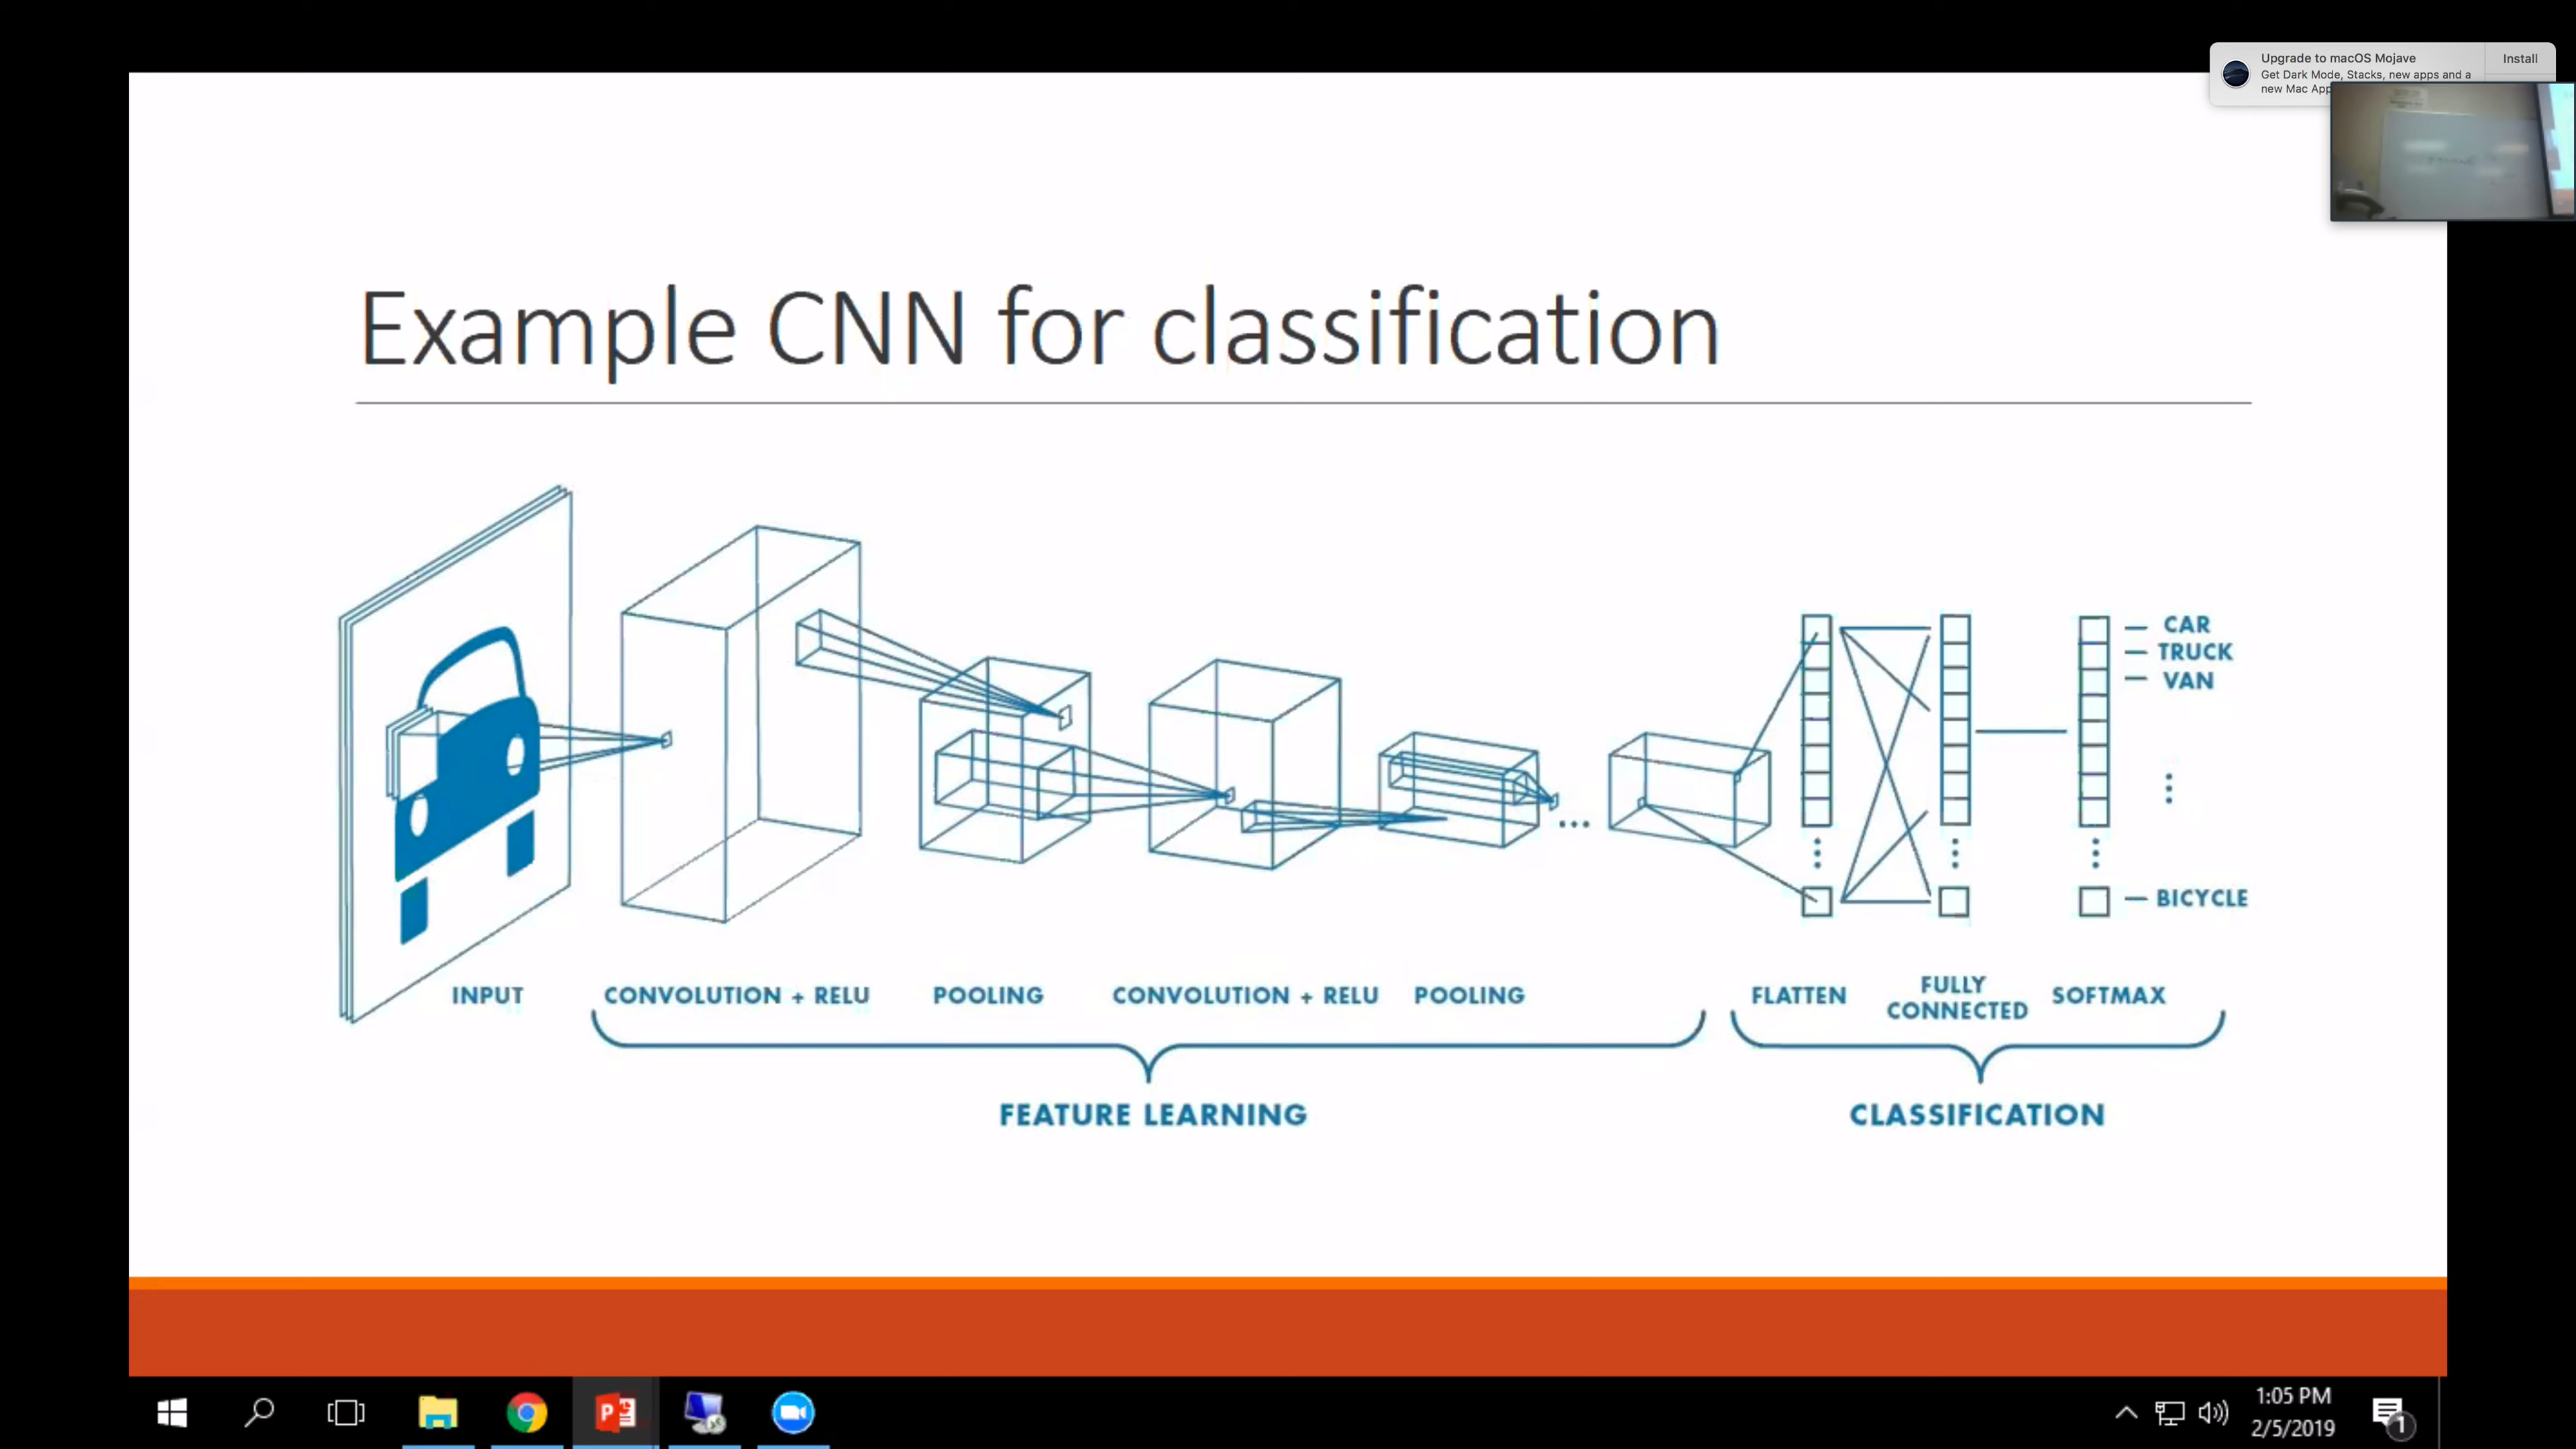 Upgrade to macOS Mojave
Install
Get Dark Mode, Stacks, new apps and a
new Mac App
Example CNN for classification
CAR
TRUCK
VAN
BICYCLE
INPUT
CONVOLUTION + RELU
POOLING
CONVOLUTION + RELU
POOLING
FLATTEN
FULLY
CONNECTED
SOFTMAX
FEATURE LEARNING
CLASSIFICATION
1:05 PM
2/5/2019
1